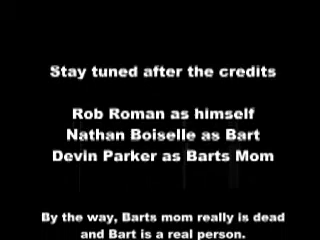 Stay tuned after the credits
Rob Roman as himself
Nathan Boiselle as Bart
Devin Parker as Barts Mom
By the way, Barts mom really is dead
and Bart is a real person.